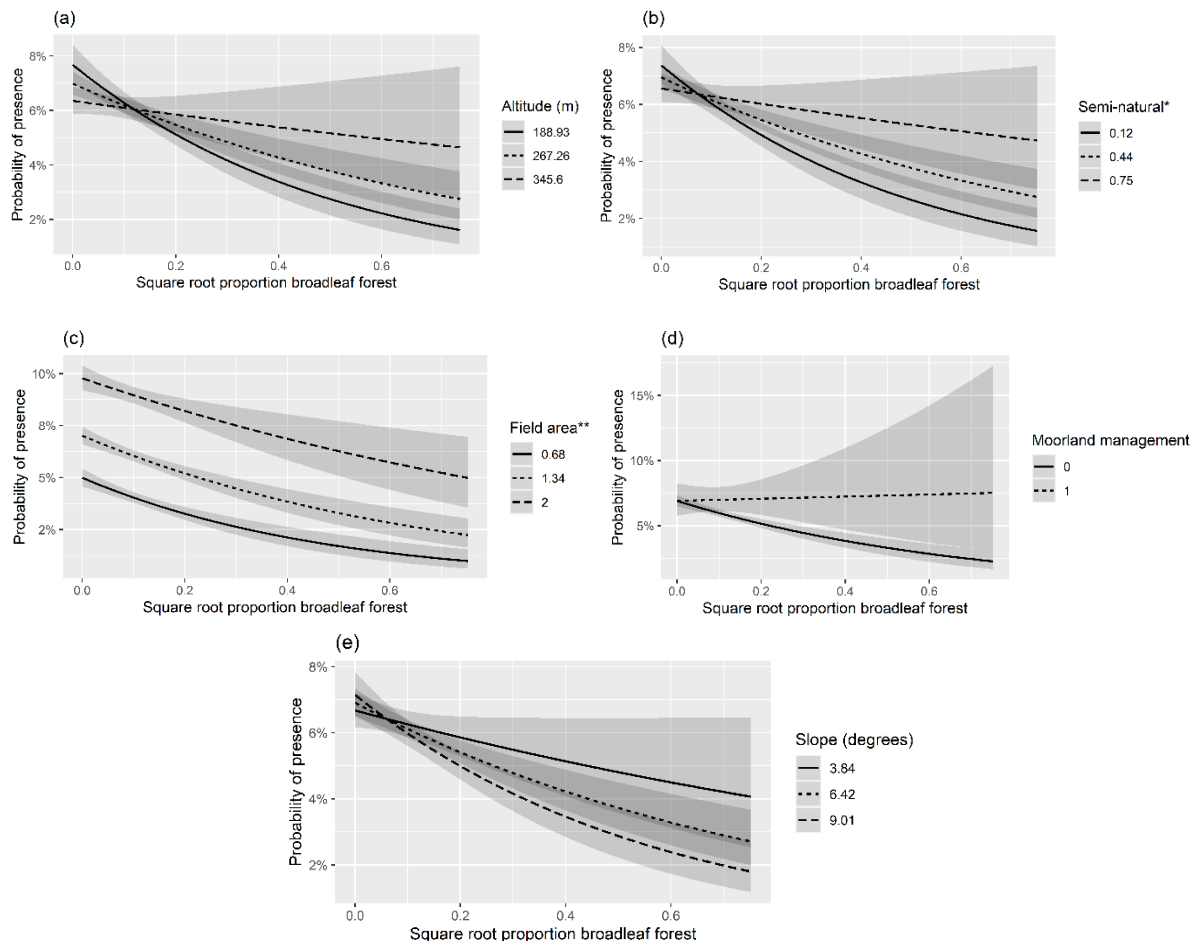 (a)
8%
6%
4%
2%
Probability of presence
0.0 0.2 0.4 0.6
Square root proportion broadleaf forest
Altitude (m)
188.93
267.26
345.6
(b)
8%
6%
4%
2%
Probability of presence
0.0 0.2 0.4 0.6
Square root proportion broadleaf forest
Semi-natural*
0.12
0.44
0.75
(c)
10%
8%
5%
2%
Probability of presence
0.0 0.2 0.4 0.6
Square root proportion broadleaf forest
Field area**
0.68
1.34
2
(d)
15%
10%
5%
Probability of presence
0.0 0.2 0.4 0.6
Square root proportion broadleaf forest
Moorland management
0
1
(e)
8%
6%
4%
2%
Probability of presence
0.0 0.2 0.4 0.6
Square root proportion broadleaf forest
Slope (degrees)
3.84
6.42
9.01